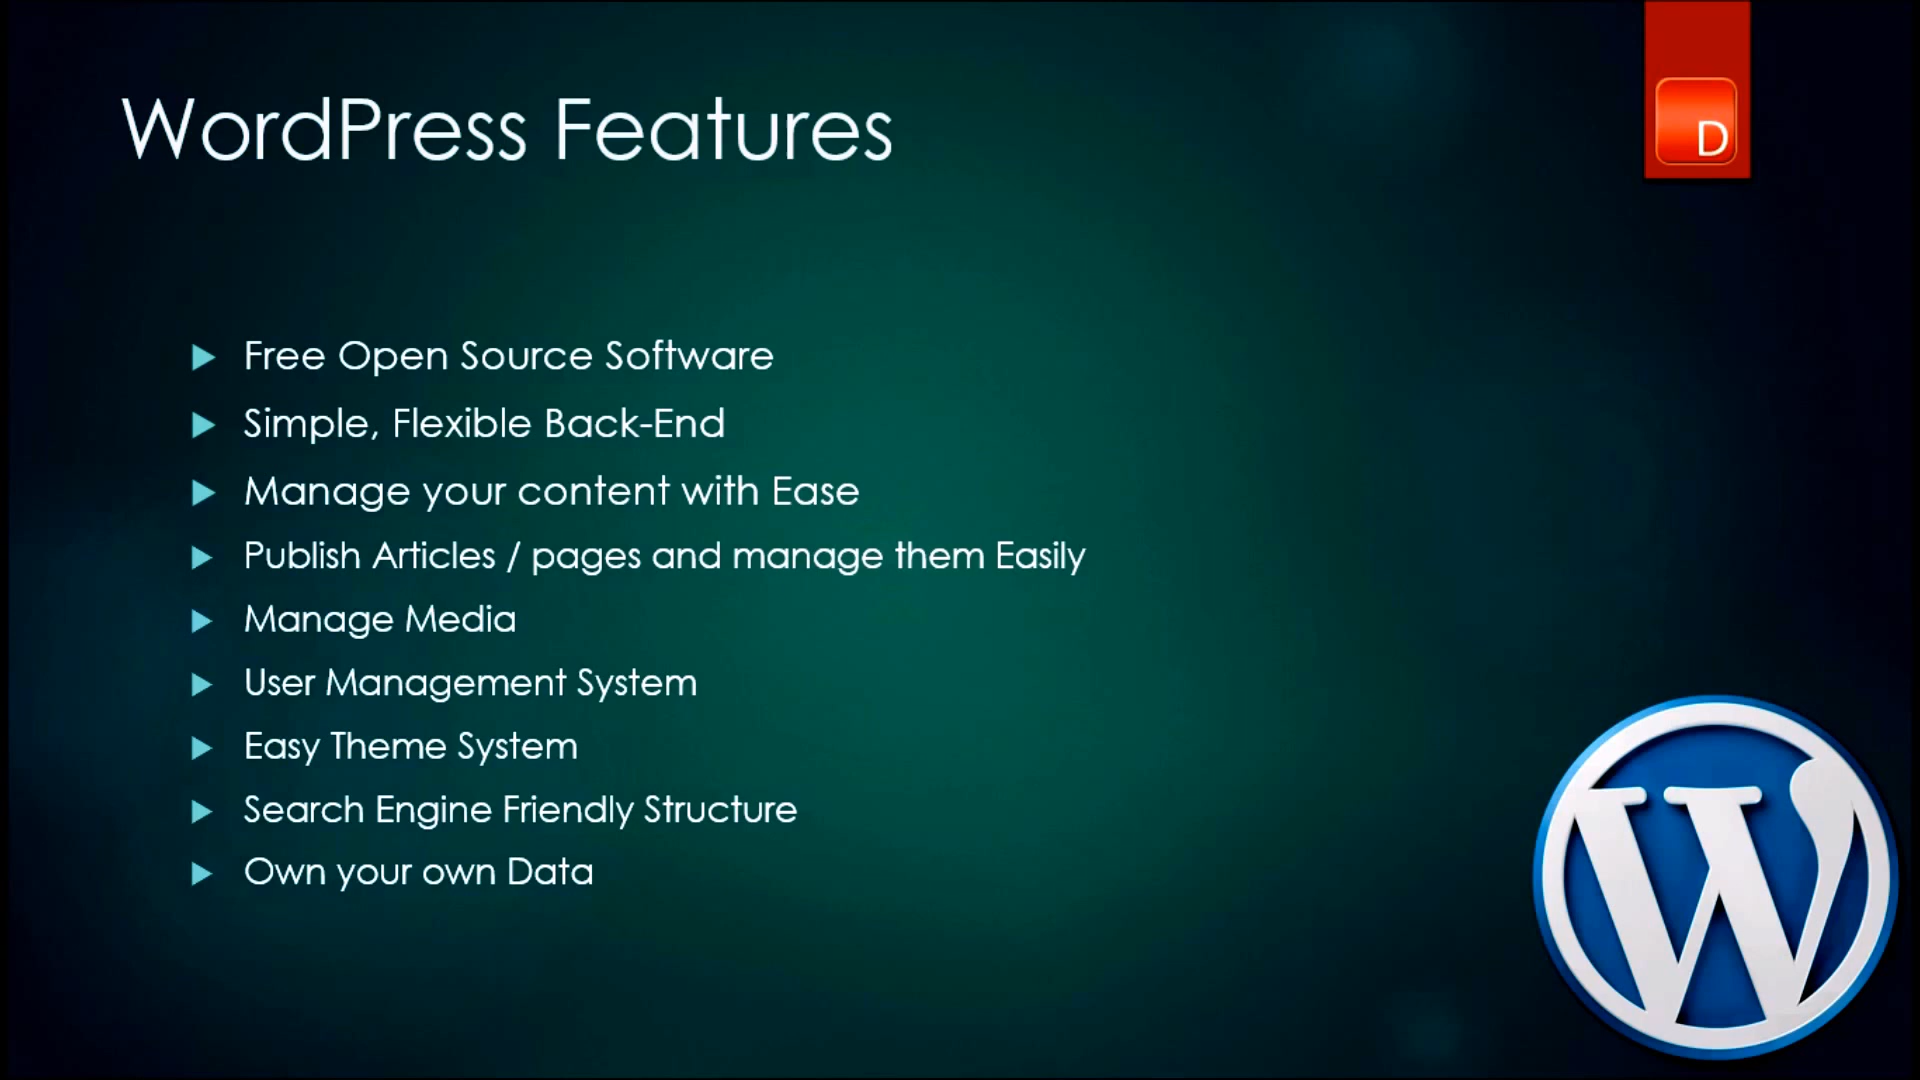 WordPress Features
D
Free Open Source Software
Simple, Flexible Back-End
Manage your content with Ease
Publish Articles / pages and manage them Easily
Manage Media
User Management System
Easy Theme System
Search Engine Friendly Structure
Own your own Data
W